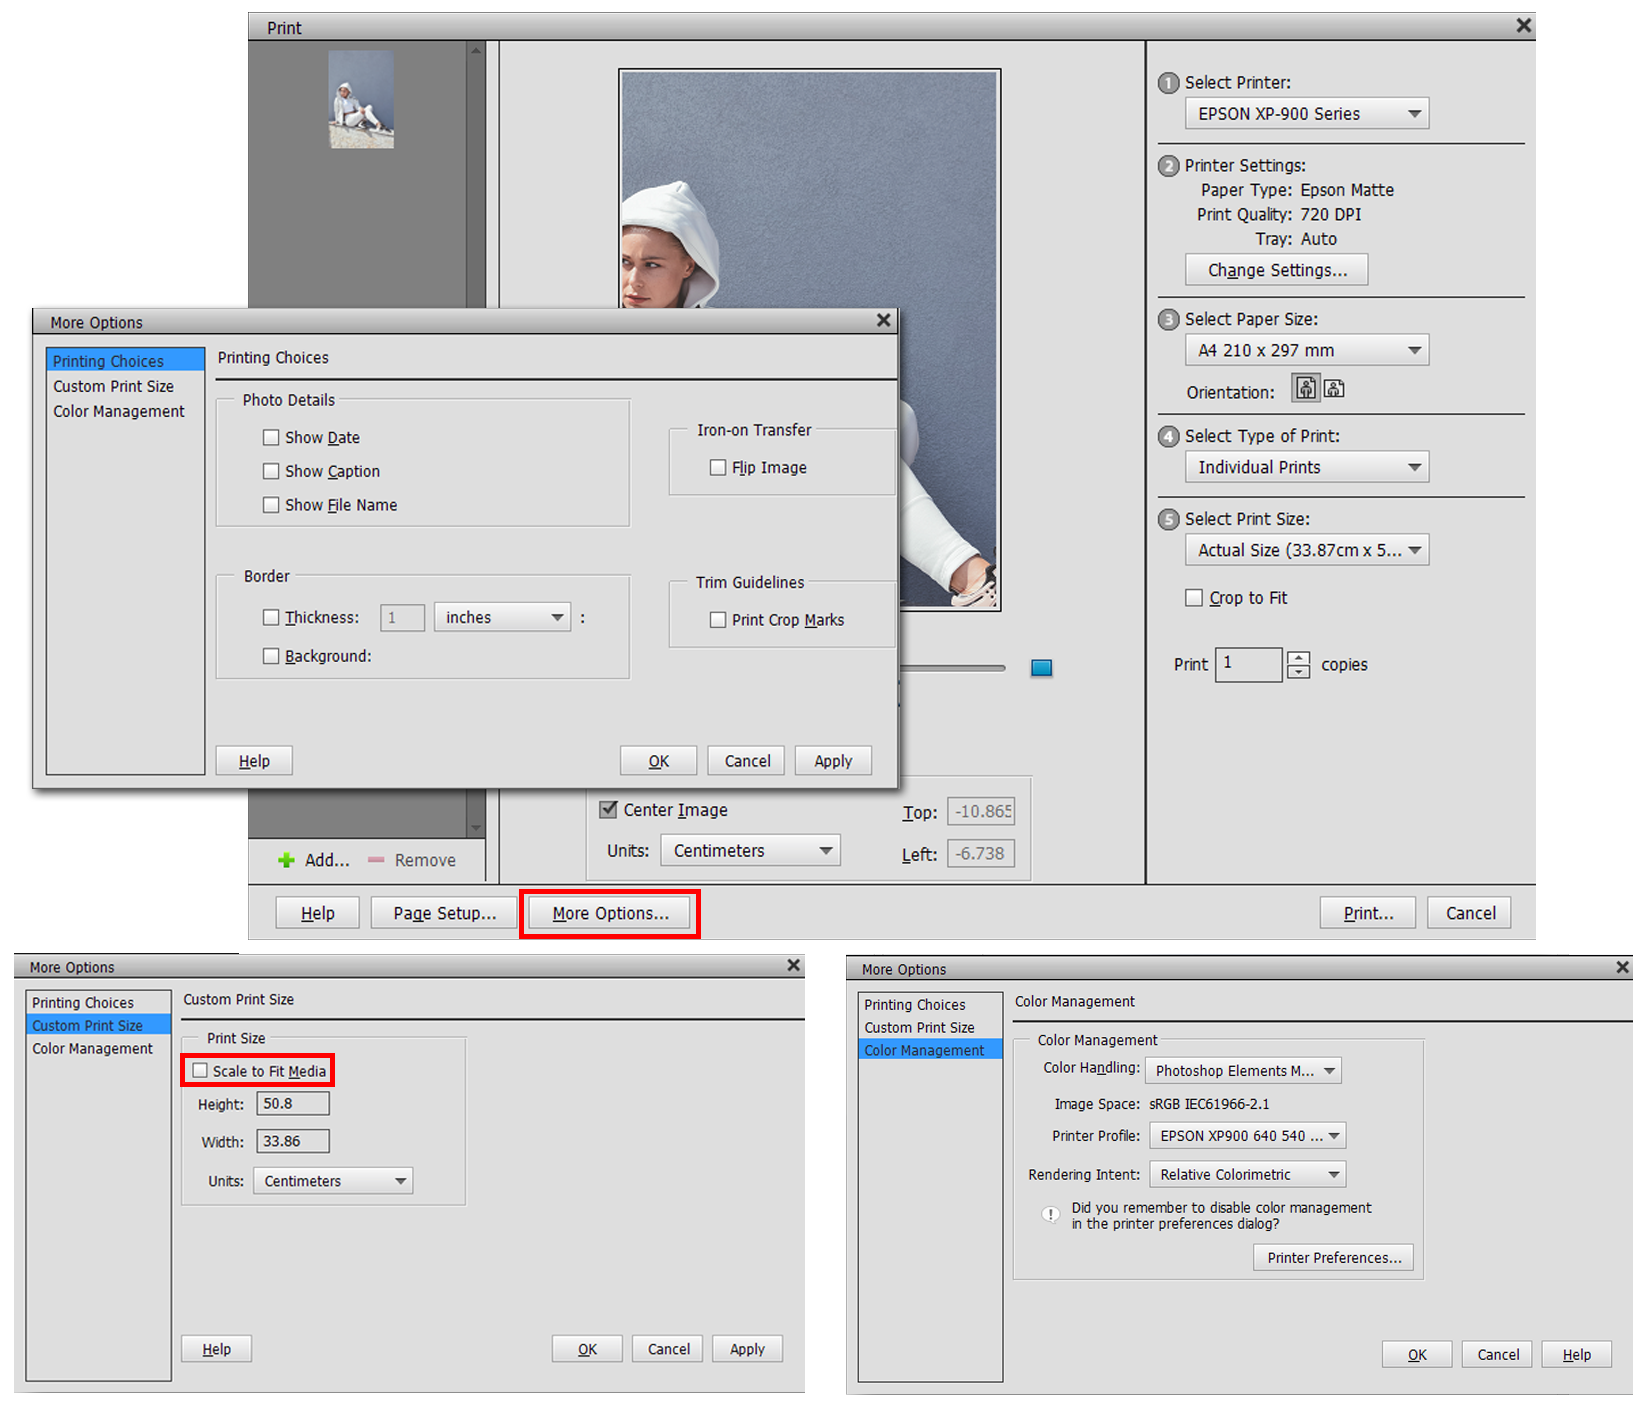 Print
1 Select Printer:
EPSON XP-900 Series
2 Printer Settings:
Paper Type: Epson Matte
Print Quality: 720 DPI
Tray: Auto
Change Settings...
3 Select Paper Size:
A4 210 x 297 mm
Orientation:
4 Select Type of Print:
Individual Prints
5 Select Print Size:
Actual Size (33.87cm x 5...
Crop to Fit
Print 1 copies
More Options
Printing Choices
Custom Print Size
Color Management
Printing Choices
Photo Details
Show Date
Show Caption
Show File Name
Iron-on Transfer
Flip Image
Border
Thickness: 1 inches :
Background:
Trim Guidelines
Print Crop Marks
Help
OK
Cancel
Apply
Center Image
Units: Centimeters
Top: -10.865
Left: -6.738
Add... Remove
Help
Page Setup...
More Options...
Print...
Cancel
More Options
Printing Choices
Custom Print Size
Color Management
Custom Print Size
Print Size
Scale to Fit Media
Height: 50.8
Width: 33.86
Units: Centimeters
Help
OK
Cancel
Apply
More Options
Printing Choices
Custom Print Size
Color Management
Color Management
Color Management
Color Handling: Photoshop Elements M...
Image Space: sRGB IEC61966-2.1
Printer Profile: EPSON XP900 640 540 ...
Rendering Intent: Relative Colorimetric
! Did you remember to disable color management
in the printer preferences dialog?
Printer Preferences...
OK
Cancel
Help